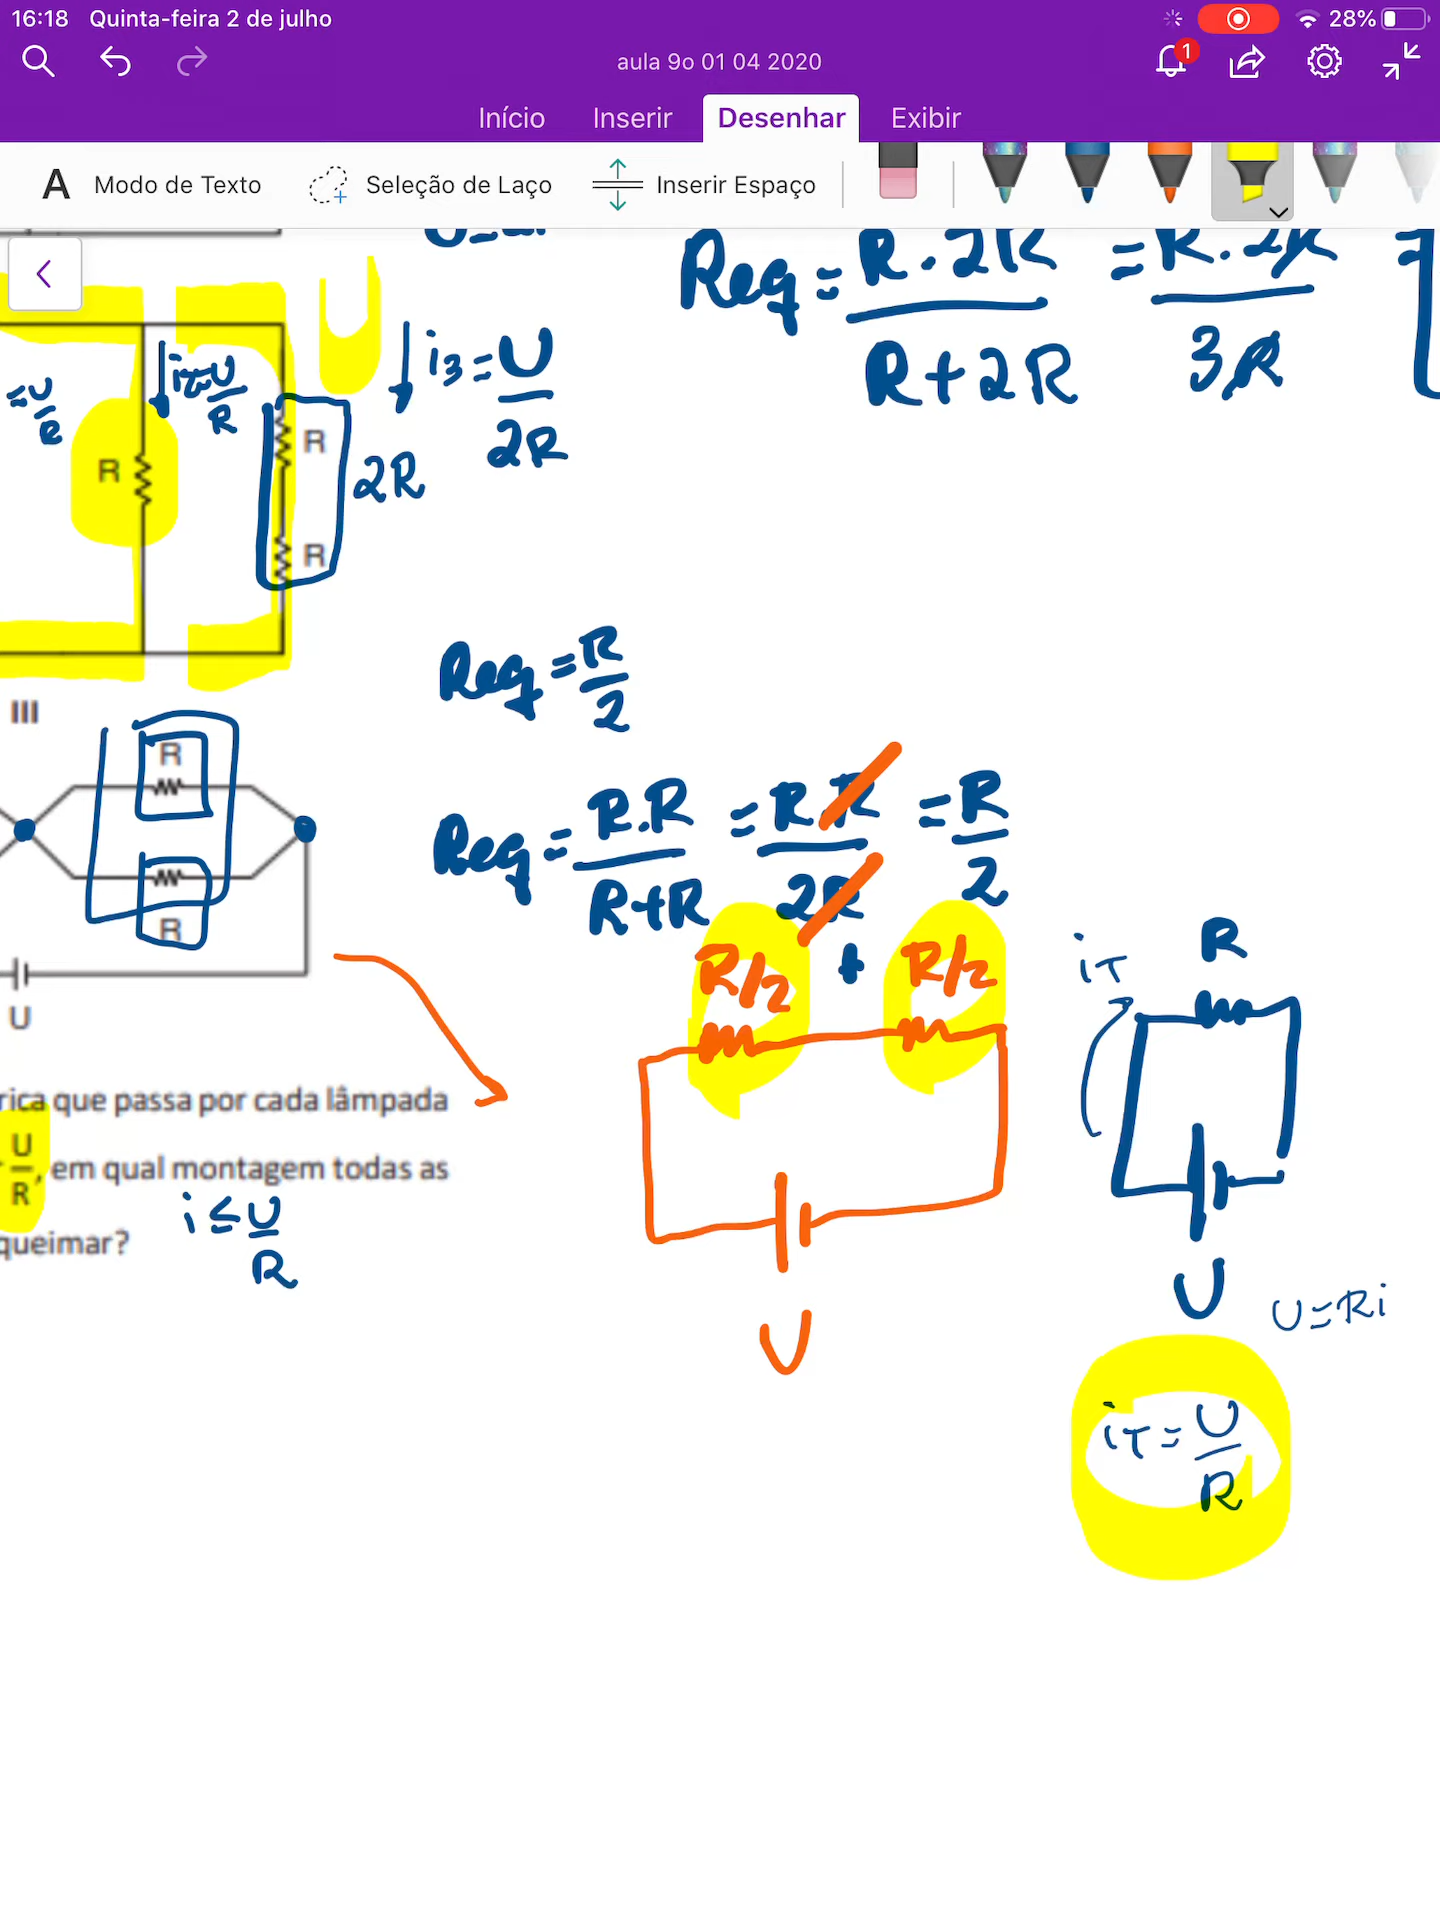 16:18 Quinta-feira 2 de julho
28%
aula 9o 01 04 2020
1
Início Inserir Desenhar Exibir
A Modo de Texto Seleção de Laço Inserir Espaço
Req = R . 2R / R + 2R = R . 2R / 3R
= U / R
i2 = U / R
i3 = U / 2R
R
R
2R
R
Req = R / 2
III
R
R
U
Req = R.R / R+R = R.R / 2R = R / 2
R/2 + R/2
U
iT
R
U
U = Ri
iT = U / R
rica que passa por cada lâmpada
U / R, em qual montagem todas as
queimar?
i ≤ U / R